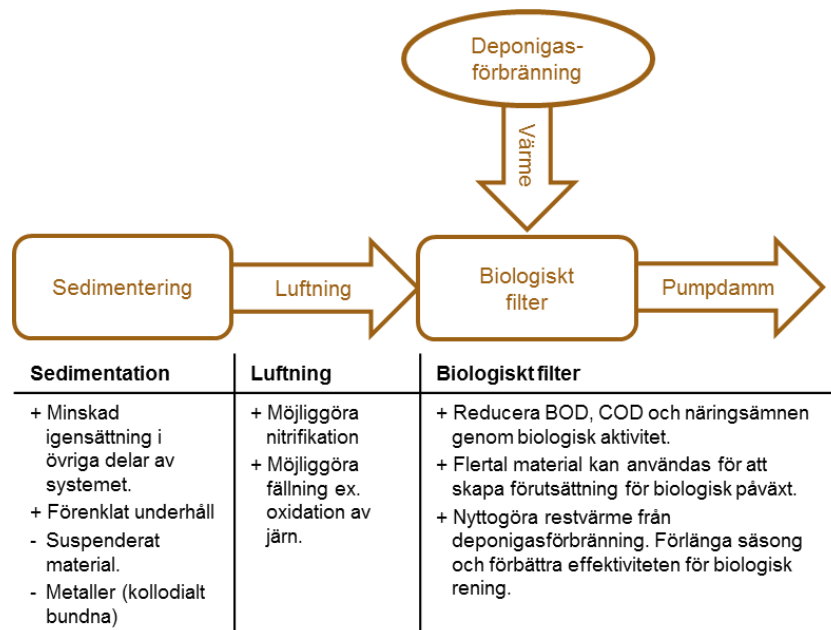 Deponigas-
förbränning
Värme
Sedimentering
Luftning
Biologiskt
filter
Pumpdamm
Sedimentation
+ Minskad
igensättning i
övriga delar av
systemet.
+ Förenklat underhåll
- Suspenderat
material.
- Metaller (kollodialt
bundna)
Luftning
+ Möjliggöra
nitrifikation
+ Möjliggöra
fällning ex.
oxidation av
järn.
Biologiskt filter
+ Reducera BOD, COD och näringsämnen
genom biologisk aktivitet.
+ Flertal material kan användas för att
skapa förutsättning för biologisk påväxt.
+ Nyttogöra restvärme från
deponigasförbränning. Förlänga säsong
och förbättra effektiviteten för biologisk
rening.